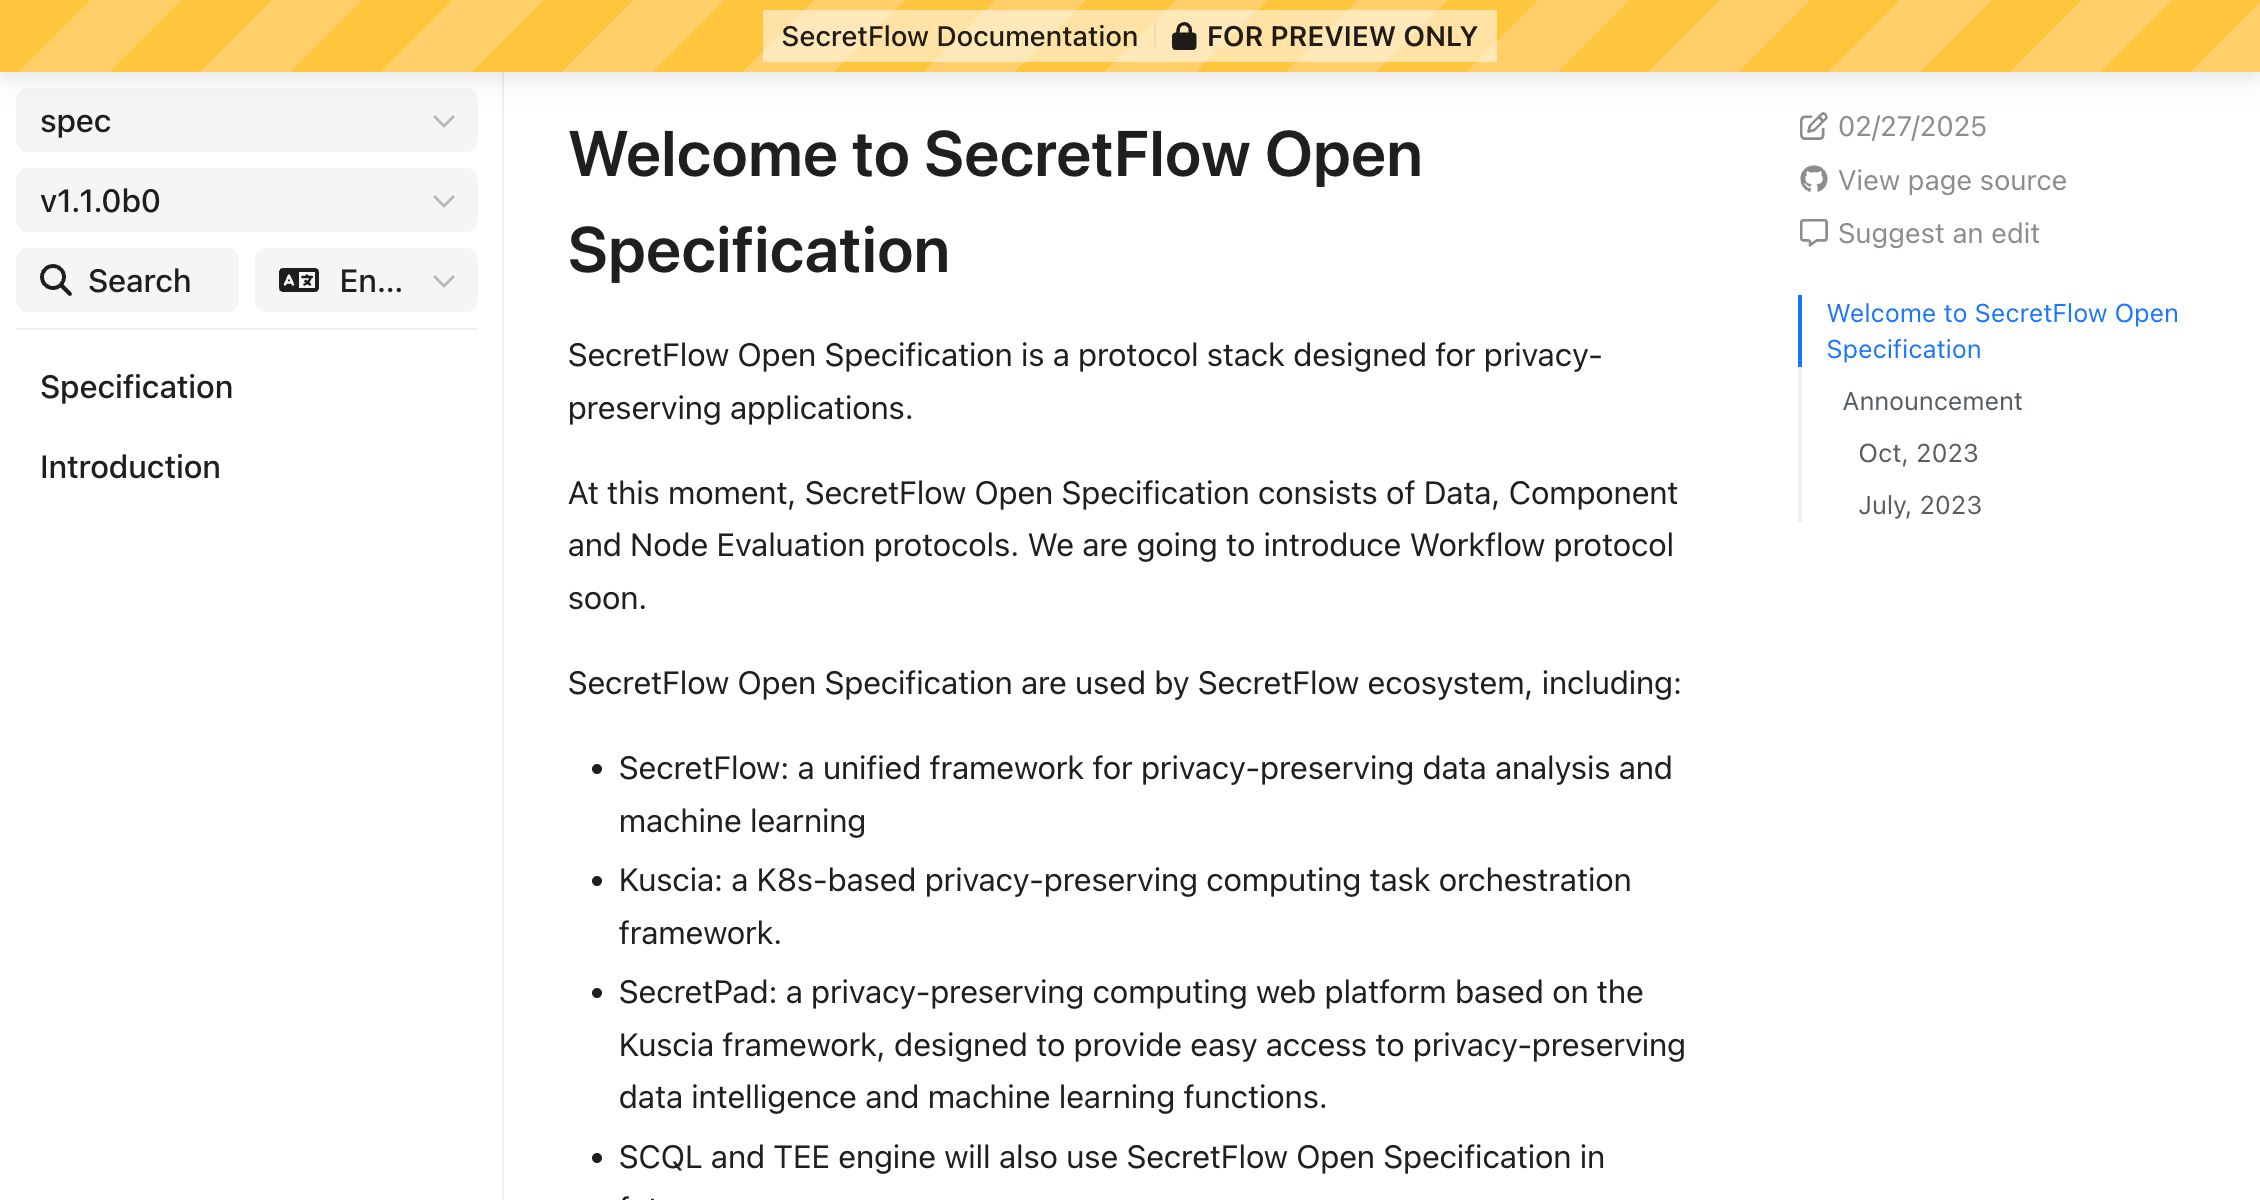 SecretFlow Documentation FOR PREVIEW ONLY
spec
v1.1.0b0
Search En...
Specification
Introduction
Welcome to SecretFlow Open
Specification
SecretFlow Open Specification is a protocol stack designed for privacy-
preserving applications.
At this moment, SecretFlow Open Specification consists of Data, Component
and Node Evaluation protocols. We are going to introduce Workflow protocol
soon.
SecretFlow Open Specification are used by SecretFlow ecosystem, including:
• SecretFlow: a unified framework for privacy-preserving data analysis and
machine learning
• Kuscia: a K8s-based privacy-preserving computing task orchestration
framework.
• SecretPad: a privacy-preserving computing web platform based on the
Kuscia framework, designed to provide easy access to privacy-preserving
data intelligence and machine learning functions.
• SCQL and TEE engine will also use SecretFlow Open Specification in
02/27/2025
View page source
Suggest an edit
Welcome to SecretFlow Open
Specification
Announcement
Oct, 2023
July, 2023